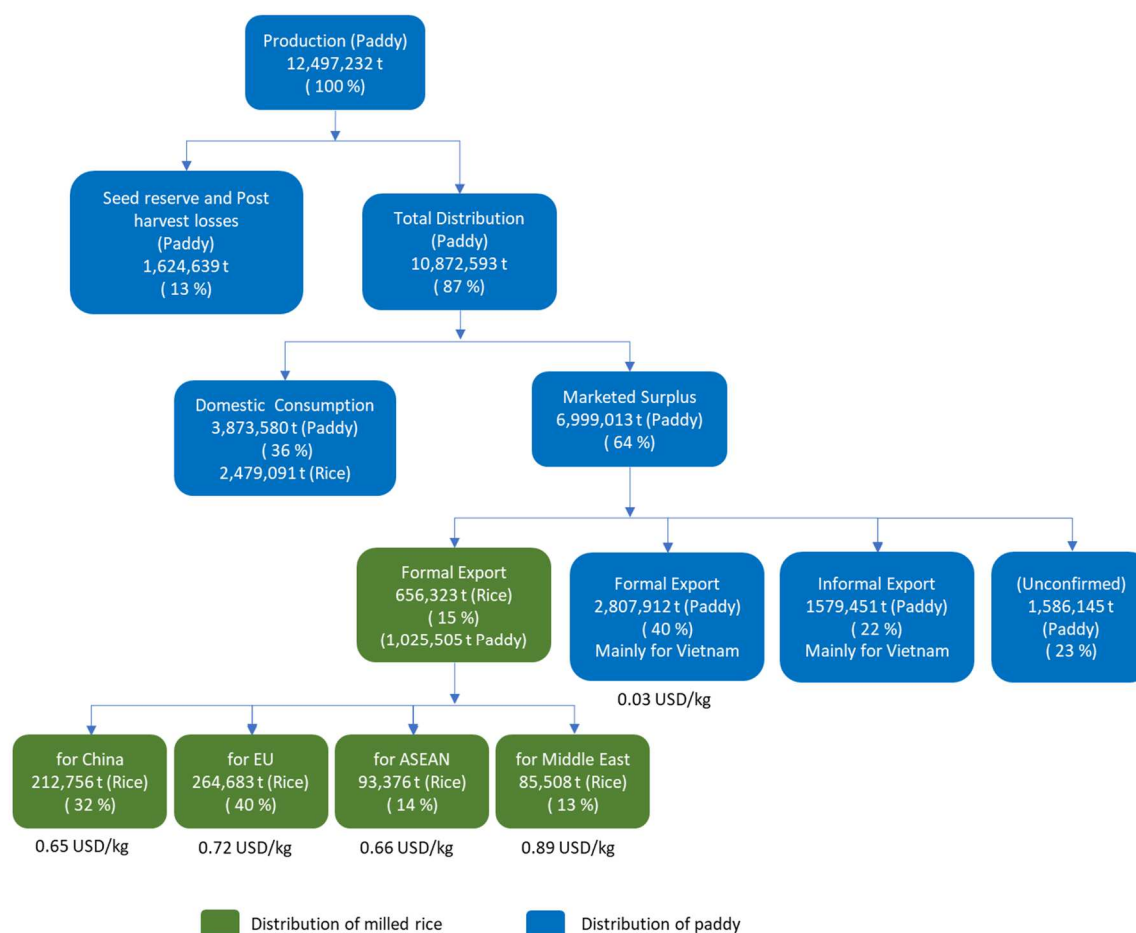 Production (Paddy)
12,497,232 t
( 100 %)
Seed reserve and Post
harvest losses
(Paddy)
1,624,639 t
( 13 %)
Total Distribution
(Paddy)
10,872,593 t
( 87 %)
Domestic Consumption
3,873,580 t (Paddy)
( 36 %)
2,479,091 t (Rice)
Marketed Surplus
6,999,013 t (Paddy)
( 64 %)
Formal Export
656,323 t (Rice)
( 15 %)
(1,025,505 t Paddy)
Formal Export
2,807,912 t (Paddy)
( 40 %)
Mainly for Vietnam
0.03 USD/kg
Informal Export
1579,451 t (Paddy)
( 22 %)
Mainly for Vietnam
(Unconfirmed)
1,586,145 t
(Paddy)
( 23 %)
for China
212,756 t (Rice)
( 32 %)
0.65 USD/kg
for EU
264,683 t (Rice)
( 40 %)
0.72 USD/kg
for ASEAN
93,376 t (Rice)
( 14 %)
0.66 USD/kg
for Middle East
85,508 t (Rice)
( 13 %)
0.89 USD/kg
Distribution of milled rice
Distribution of paddy